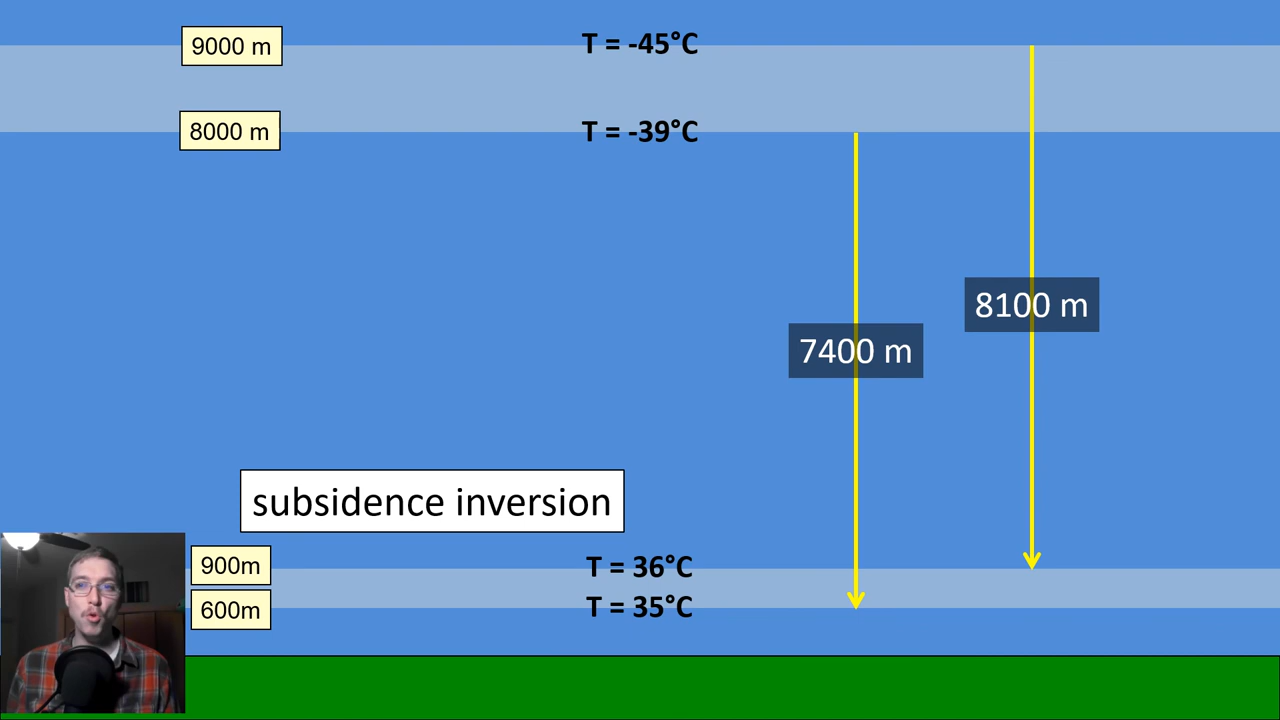 9000 m
T = -45°C
8000 m
T = -39°C
8100 m
7400 m
subsidence inversion
900m
T = 36°C
600m
T = 35°C